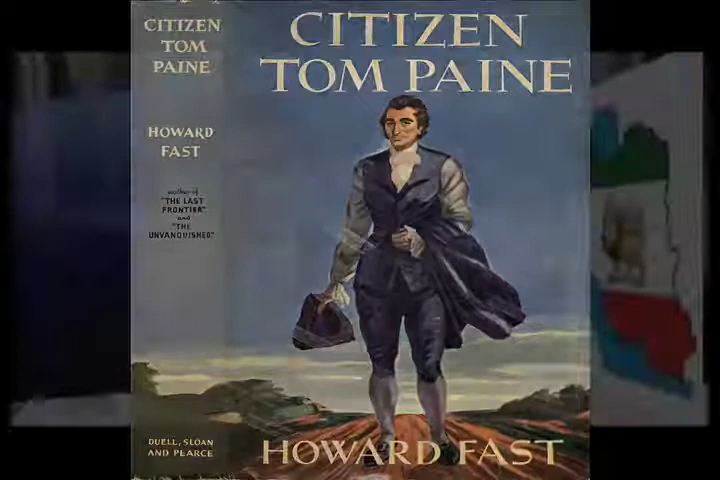 CITIZEN
TOM
PAINE
HOWARD
FAST
author of
"THE LAST
FRONTIER"
and
"THE
UNVANQUISHED"
DUELL, SLOAN
AND PEARCE
CITIZEN
TOM PAINE
HOWARD FAST